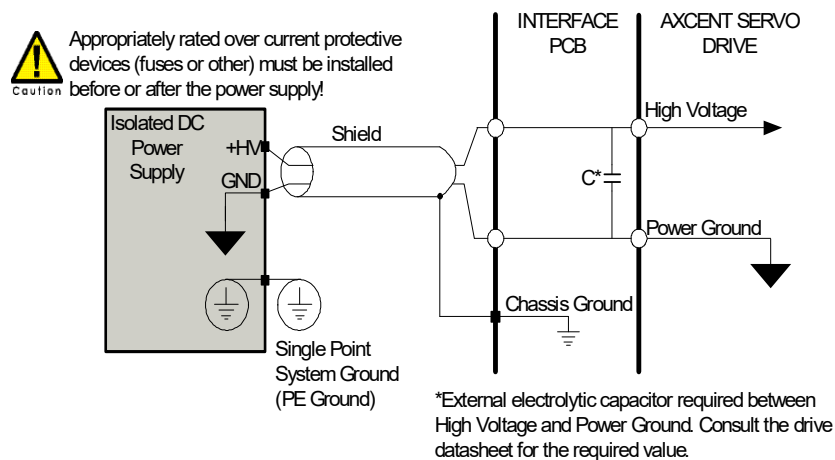 INTERFACE
PCB
AXCENT SERVO
DRIVE
Caution
Appropriately rated over current protective
devices (fuses or other) must be installed
before or after the power supply!
Isolated DC
Power
Supply
+HV
GND
Shield
High Voltage
C*
Power Ground
Chassis Ground
Single Point
System Ground
(PE Ground)
*External electrolytic capacitor required between
High Voltage and Power Ground. Consult the drive
datasheet for the required value.